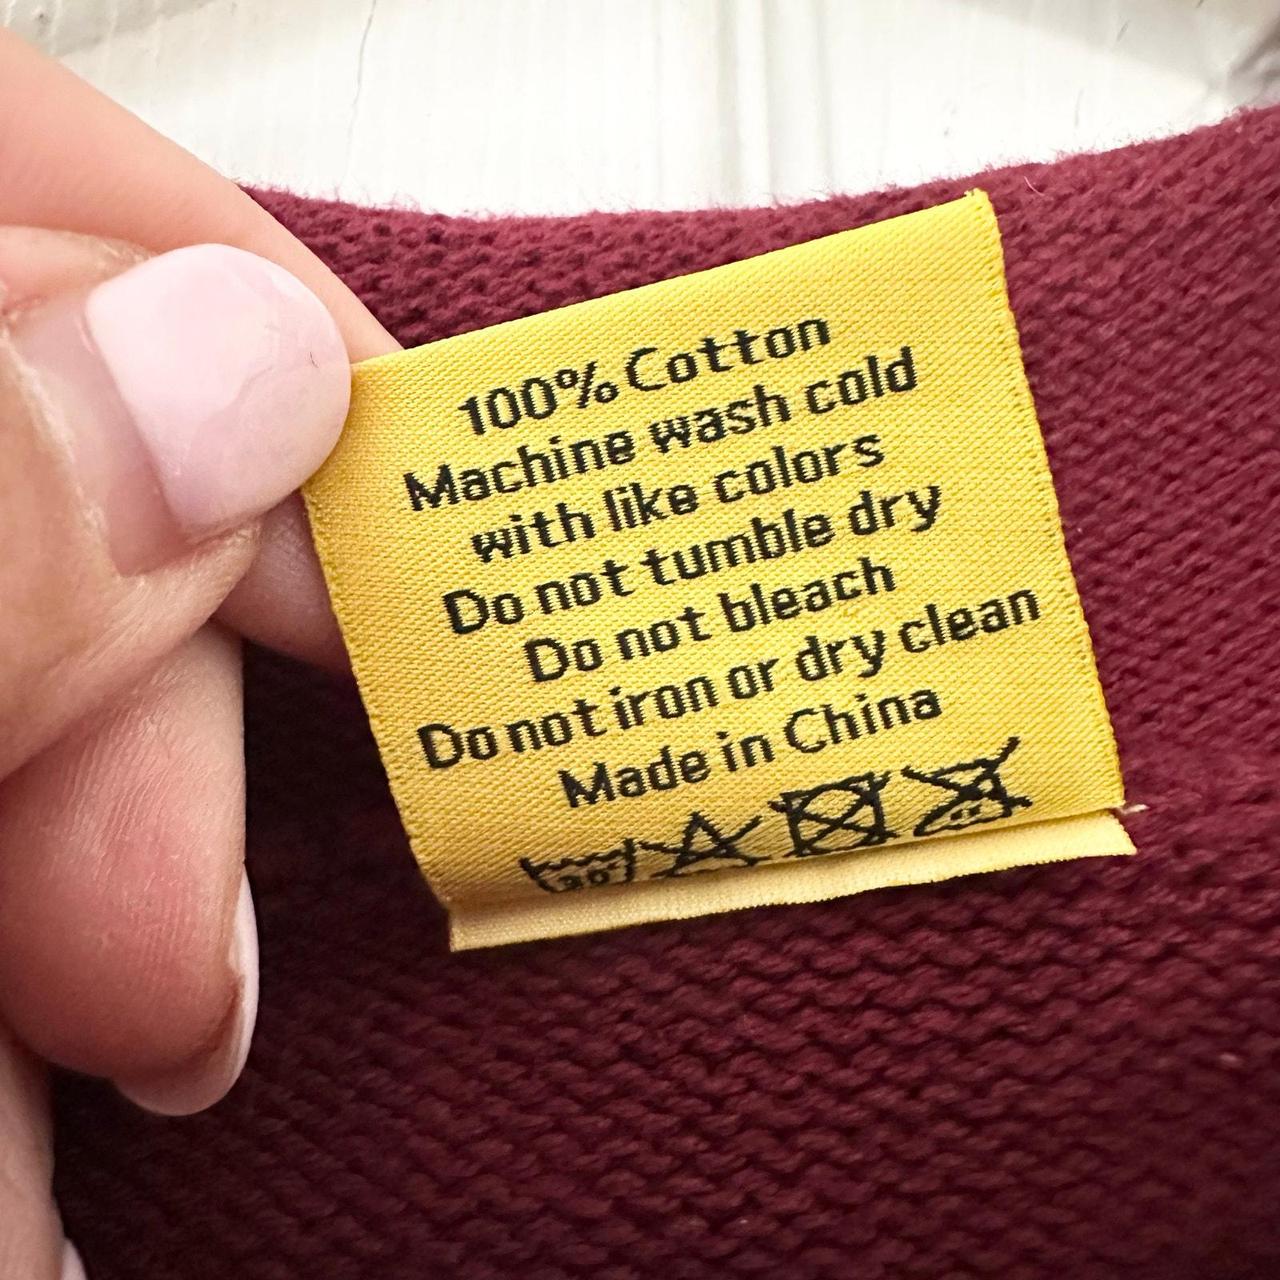 100% Cotton
Machine wash cold
with like colors
Do not tumble dry
Do not bleach
Do not iron or dry clean
Made in China
30°